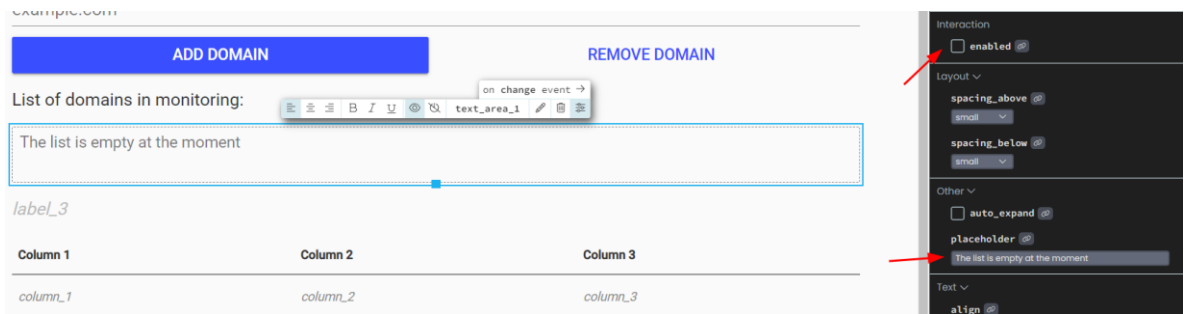 example.com
ADD DOMAIN
REMOVE DOMAIN
on change event →
List of domains in monitoring:
B I U text_area_1
The list is empty at the moment
label_3
Column 1 Column 2 Column 3
column_1 column_2 column_3
Interaction
enabled
Layout
spacing_above
small
spacing_below
small
Other
auto_expand
placeholder
The list is empty at the moment
Text
align